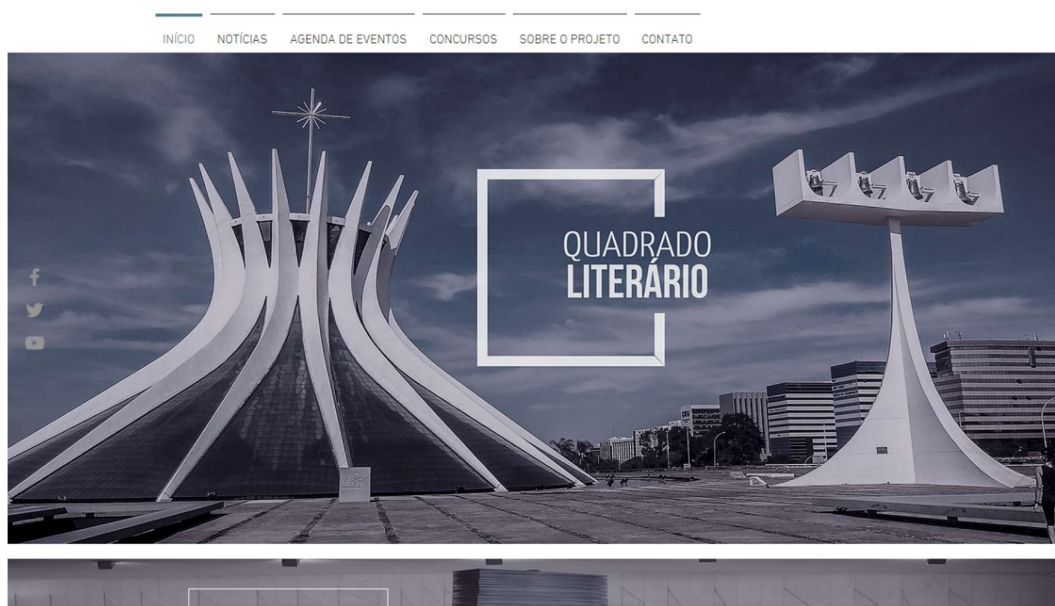 INÍCIO NOTÍCIAS AGENDA DE EVENTOS CONCURSOS SOBRE O PROJETO CONTATO
QUADRADO
LITERÁRIO